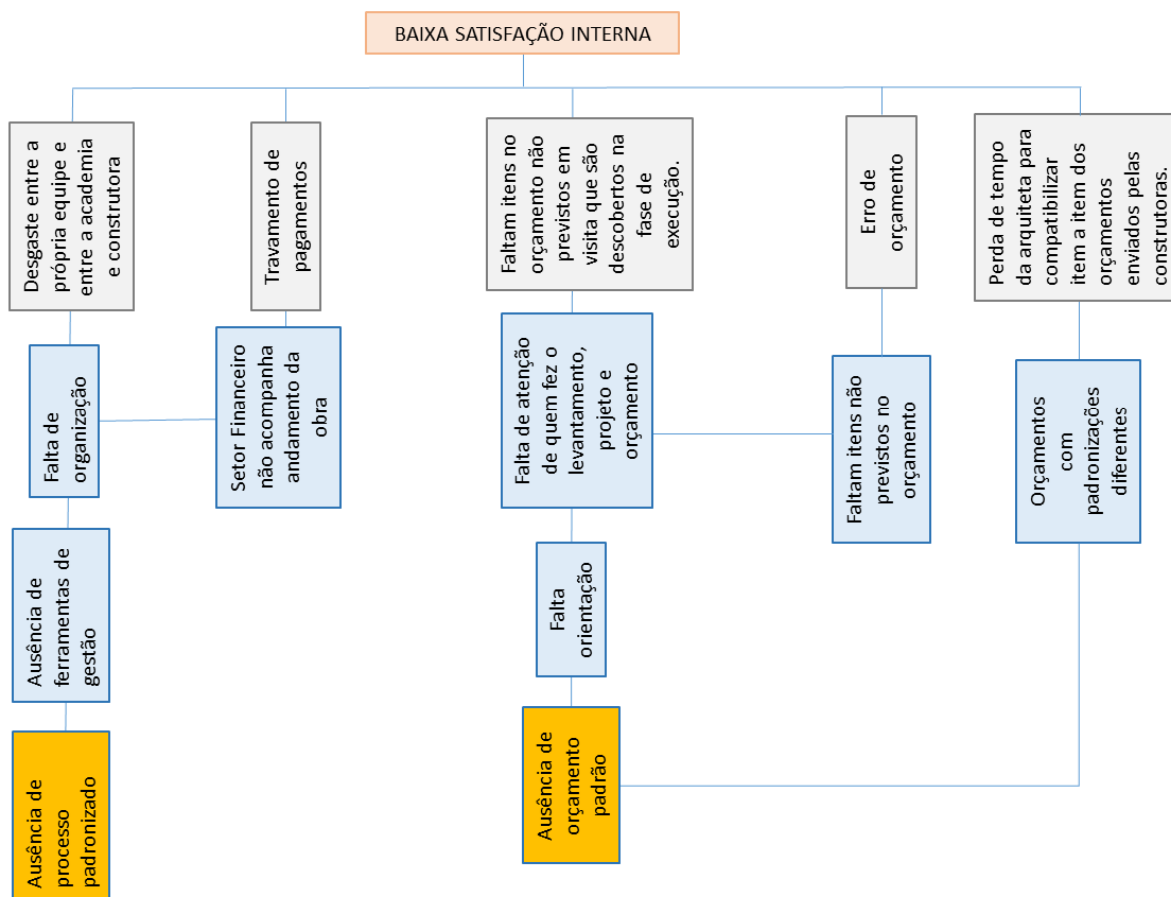 BAIXA SATISFAÇÃO INTERNA
Desgaste entre a
própria equipe e
entre a academia
e construtora
Travamento de
pagamentos
Faltam itens no
orçamento não
previstos em
visita que são
descobertos na
fase de
execução.
Erro de
orçamento
Perda de tempo
da arquiteta para
compatibilizar
item a item dos
orçamentos
enviados pelas
construtoras.
Falta de
organização
Setor Financeiro
não acompanha
andamento da
obra
Falta de atenção
de quem fez o
levantamento,
projeto e
orçamento
Faltam itens não
previstos no
orçamento
Orçamentos
com
padronizações
diferentes
Ausência de
ferramentas de
gestão
Falta
orientação
Ausência de
processo
padronizado
Ausência de
orçamento
padrão